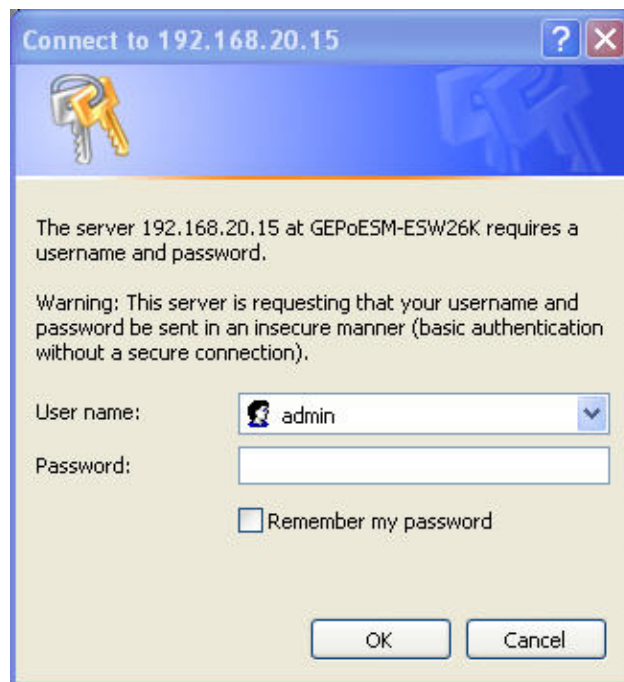 Connect to 192.168.20.15
The server 192.168.20.15 at GEPoESM-ESW26K requires a
username and password.
Warning: This server is requesting that your username and
password be sent in an insecure manner (basic authentication
without a secure connection).
User name:
admin
Password:
Remember my password
OK
Cancel